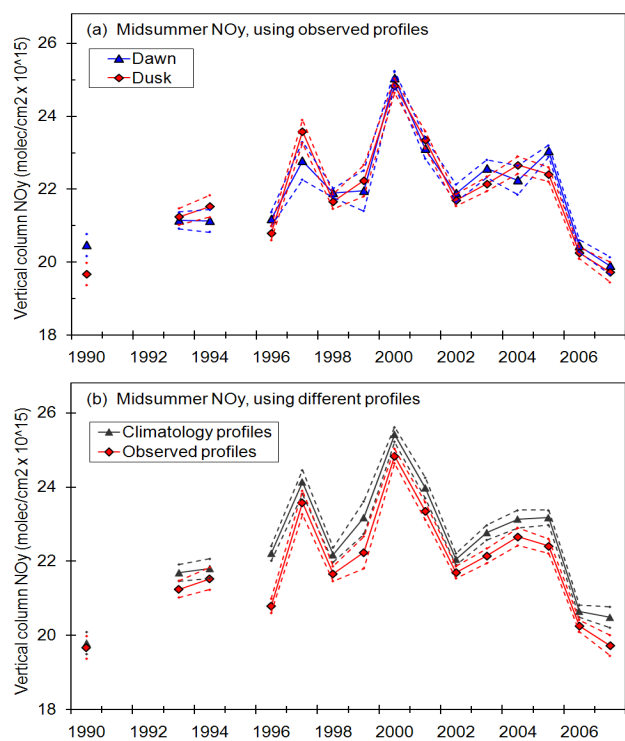 (a) Midsummer NOy, using observed profiles
Dawn
Dusk
Vertical column NOy (molec/cm2 x 10^15)
26
24
22
20
18
1990 1992 1994 1996 1998 2000 2002 2004 2006
(b) Midsummer NOy, using different profiles
Climatology profiles
Observed profiles
Vertical column NOy (molec/cm2 x 10^15)
26
24
22
20
18
1990 1992 1994 1996 1998 2000 2002 2004 2006